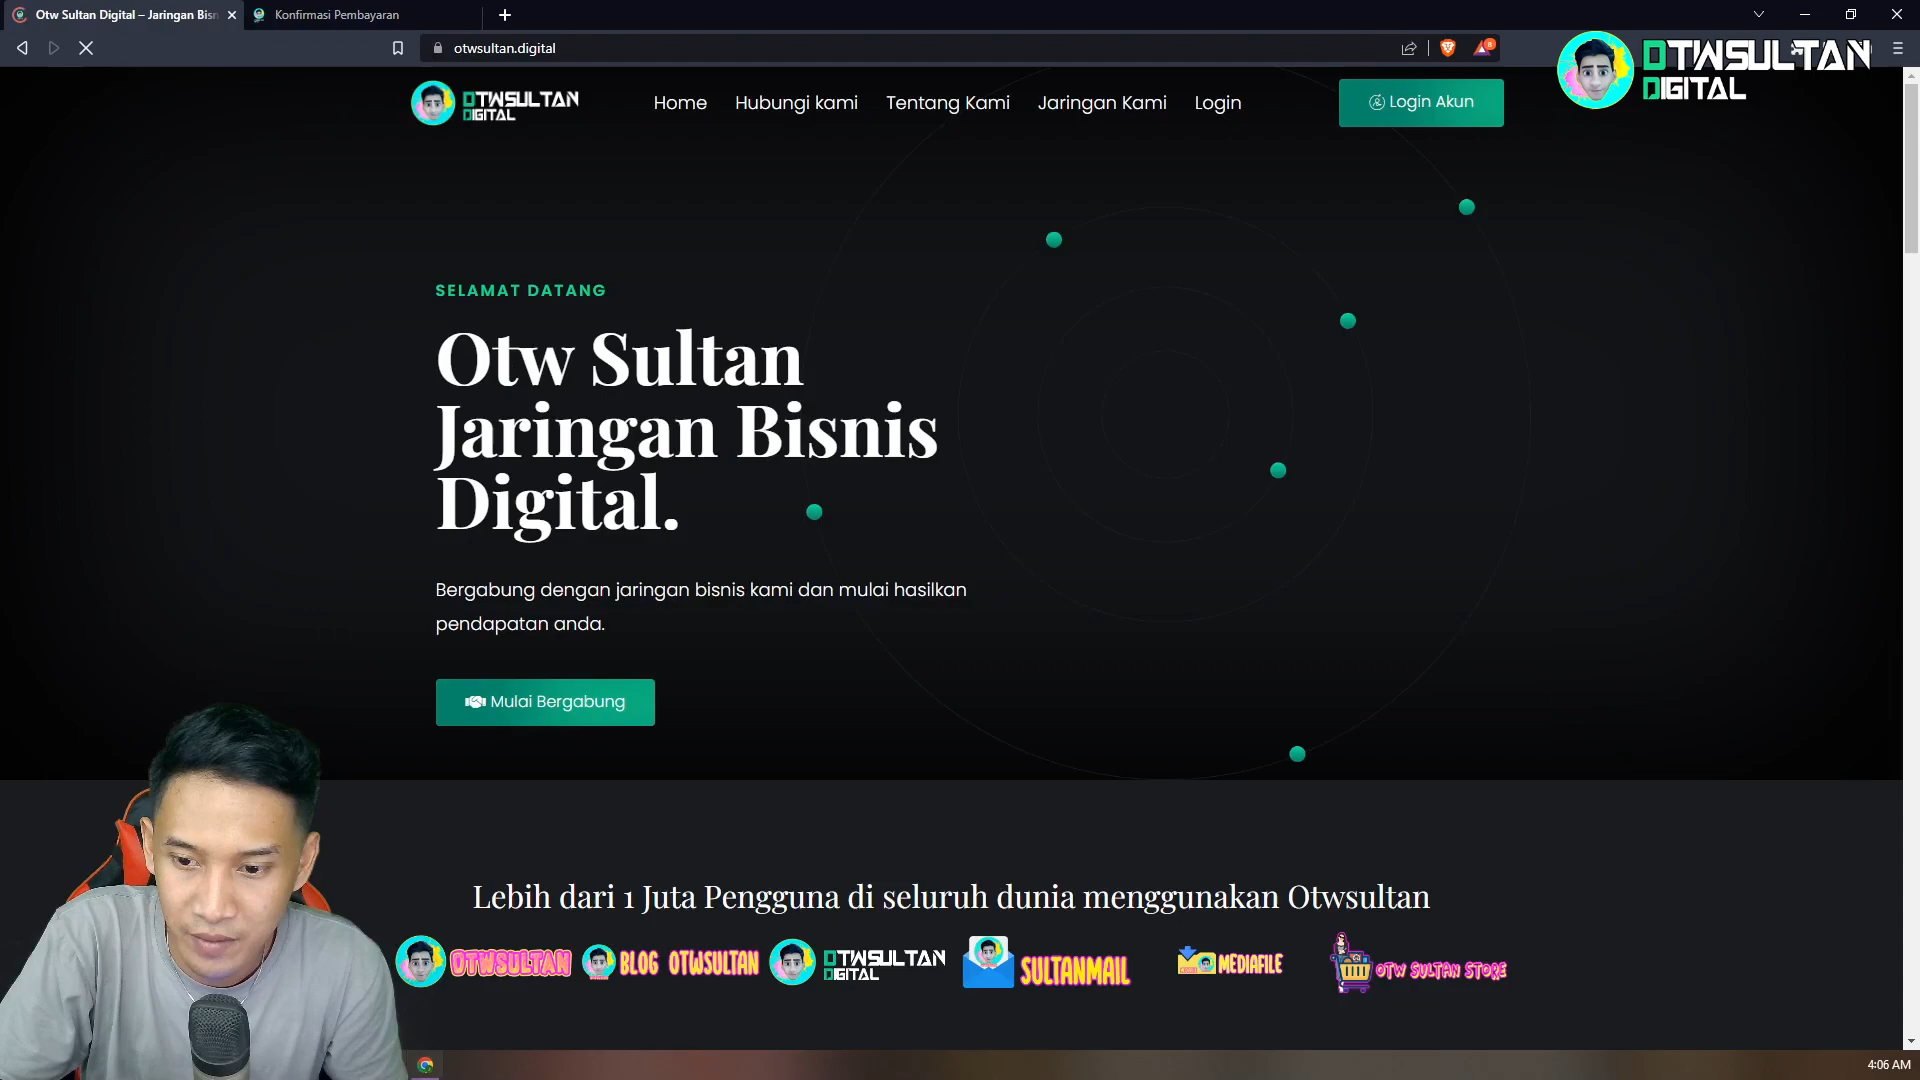 Otw Sultan Digital – Jaringan Bisn
Konfirmasi Pembayaran
otwsultan.digital
8
OTWSULTAN
DIGITAL
OTWSULTAN
DIGITAL
Home
Hubungi kami
Tentang Kami
Jaringan Kami
Login
Login Akun
SELAMAT DATANG
Otw Sultan
Jaringan Bisnis
Digital.
Bergabung dengan jaringan bisnis kami dan mulai hasilkan
pendapatan anda.
Mulai Bergabung
Lebih dari 1 Juta Pengguna di seluruh dunia menggunakan Otwsultan
OTWSULTAN
BLOG OTWSULTAN
OTWSULTAN
DIGITAL
SULTANMAIL
MEDIAFILE
OTW SULTAN STORE
4:06 AM